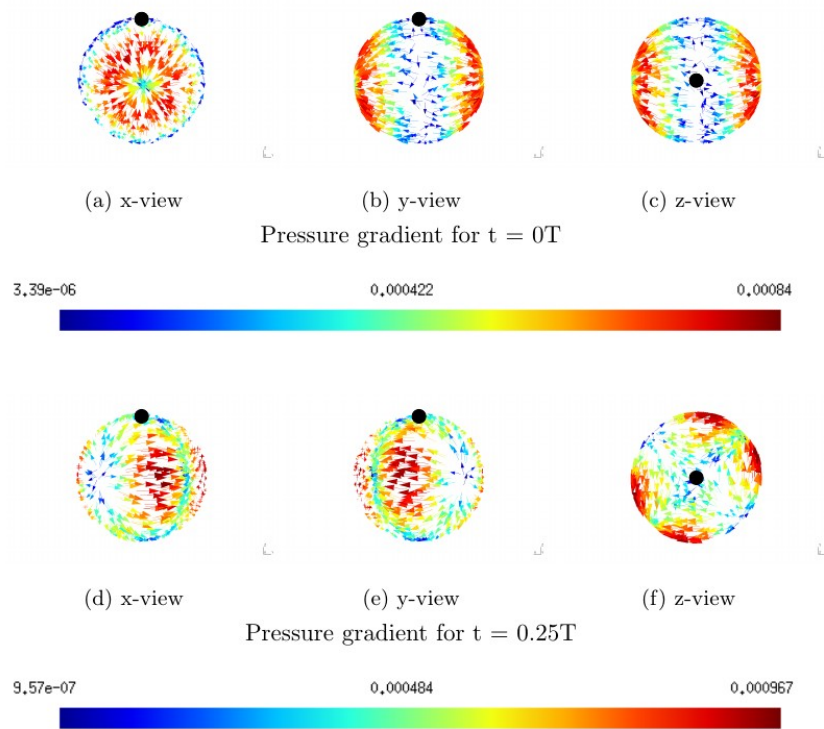 (a) x-view (b) y-view (c) z-view
Pressure gradient for t = 0T
3.39e-06 0.000422 0.00084
(d) x-view (e) y-view (f) z-view
Pressure gradient for t = 0.25T
9.57e-07 0.000484 0.000967